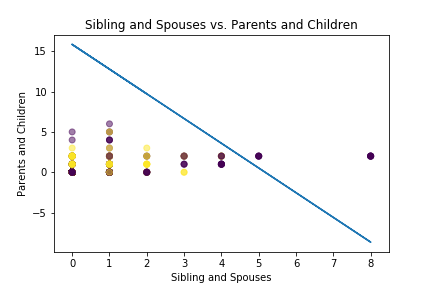 Sibling and Spouses vs. Parents and Children
15
10
5
0
−5
Parents and Children
0 1 2 3 4 5 6 7 8
Sibling and Spouses